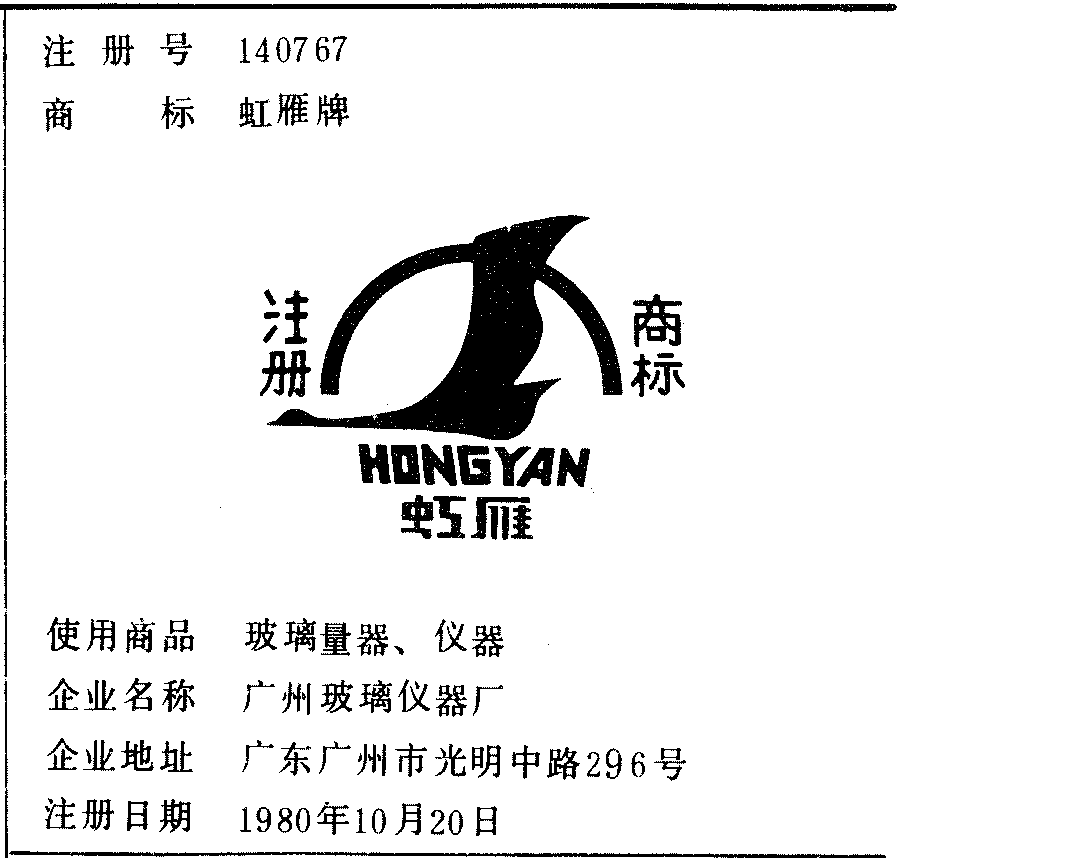 注册号 140767
商标 虹雁牌
注册
商标
HONGYAN
虹雁
使用商品 玻璃量器、仪器
企业名称 广州玻璃仪器厂
企业地址 广东广州市光明中路296号
注册日期 1980年10月20日